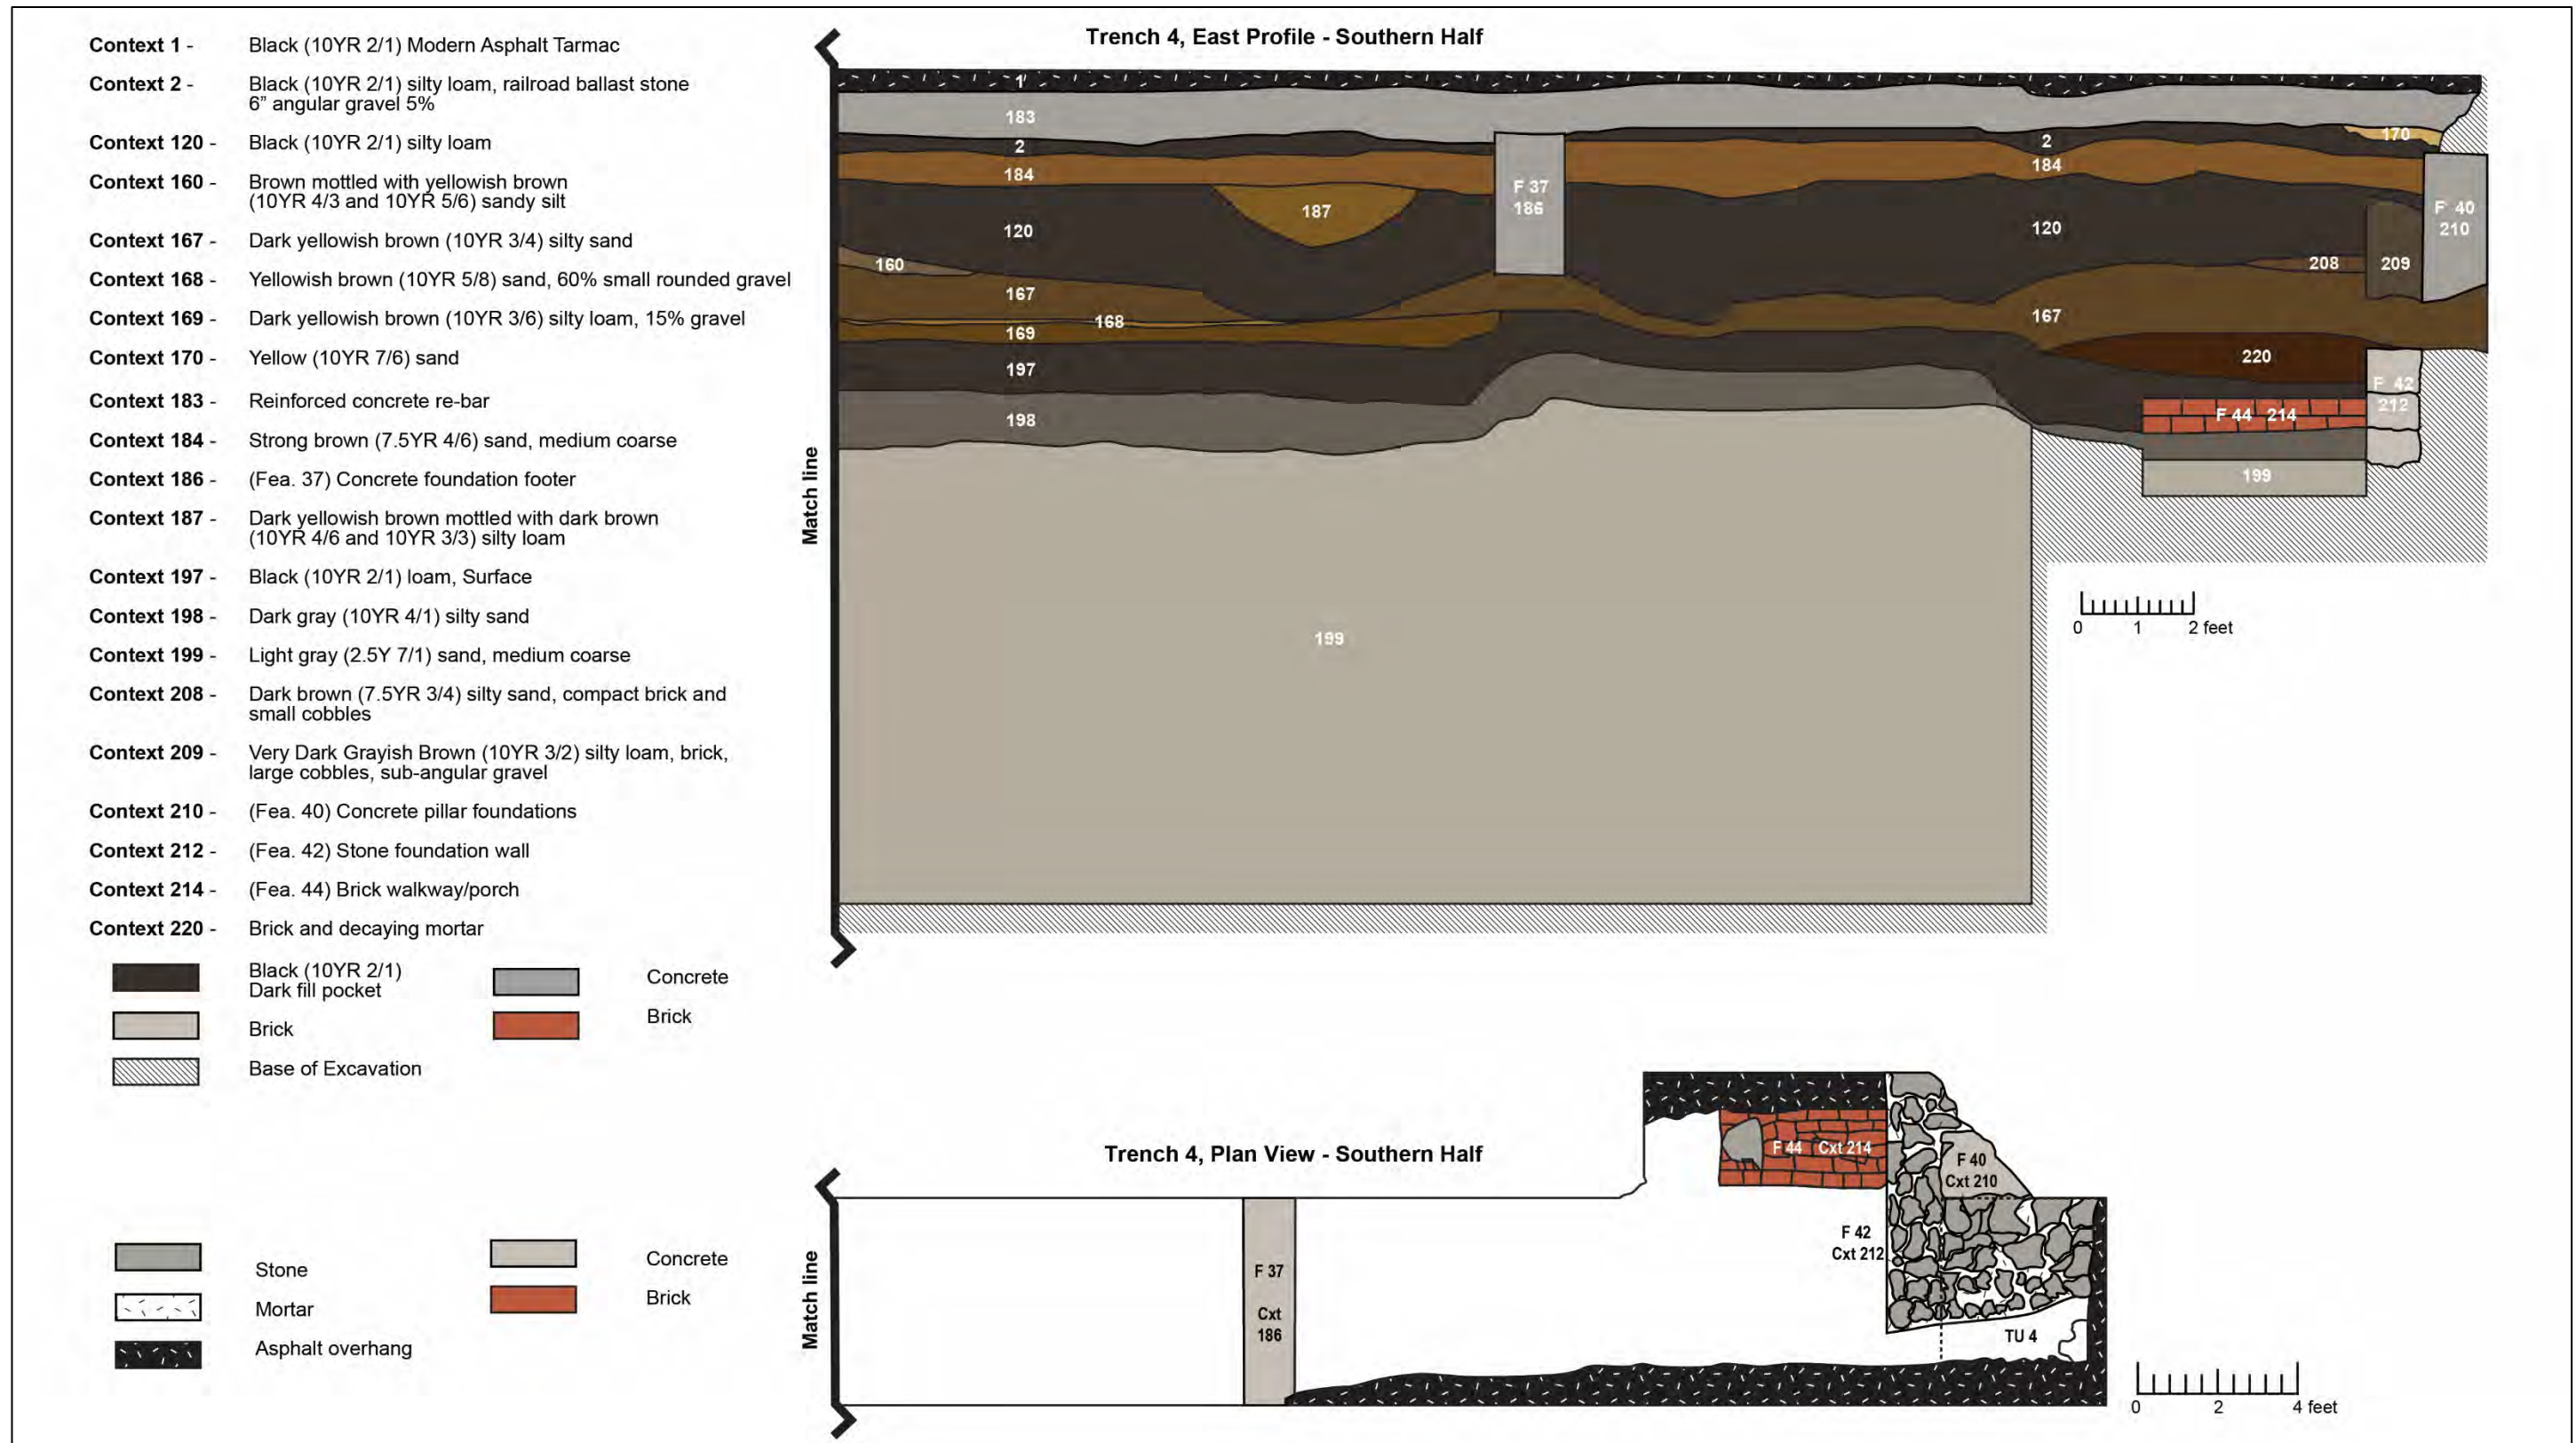 Context 1 - Black (10YR 2/1) Modern Asphalt Tarmac
Context 2 - Black (10YR 2/1) silty loam, railroad ballast stone
6” angular gravel 5%
Context 120 - Black (10YR 2/1) silty loam
Context 160 - Brown mottled with yellowish brown
(10YR 4/3 and 10YR 5/6) sandy silt
Context 167 - Dark yellowish brown (10YR 3/4) silty sand
Context 168 - Yellowish brown (10YR 5/8) sand, 60% small rounded gravel
Context 169 - Dark yellowish brown (10YR 3/6) silty loam, 15% gravel
Context 170 - Yellow (10YR 7/6) sand
Context 183 - Reinforced concrete re-bar
Context 184 - Strong brown (7.5YR 4/6) sand, medium coarse
Context 186 - (Fea. 37) Concrete foundation footer
Context 187 - Dark yellowish brown mottled with dark brown
(10YR 4/6 and 10YR 3/3) silty loam
Context 197 - Black (10YR 2/1) loam, Surface
Context 198 - Dark gray (10YR 4/1) silty sand
Context 199 - Light gray (2.5Y 7/1) sand, medium coarse
Context 208 - Dark brown (7.5YR 3/4) silty sand, compact brick and
small cobbles
Context 209 - Very Dark Grayish Brown (10YR 3/2) silty loam, brick,
large cobbles, sub-angular gravel
Context 210 - (Fea. 40) Concrete pillar foundations
Context 212 - (Fea. 42) Stone foundation wall
Context 214 - (Fea. 44) Brick walkway/porch
Context 220 - Brick and decaying mortar
Black (10YR 2/1)
Dark fill pocket
Concrete
Brick
Brick
Base of Excavation
Trench 4, East Profile - Southern Half
Match line
1
183
2
2
170
184
184
F 37
186
187
120
120
F 40
210
160
208
209
167
167
168
169
220
197
F 42
212
F 44 214
198
199
199
0 1 2 feet
Trench 4, Plan View - Southern Half
Match line
F 44 Cxt 214
F 40
Cxt 210
F 42
Cxt 212
F 37
Cxt
186
TU 4
0 2 4 feet
Stone
Concrete
Mortar
Brick
Asphalt overhang